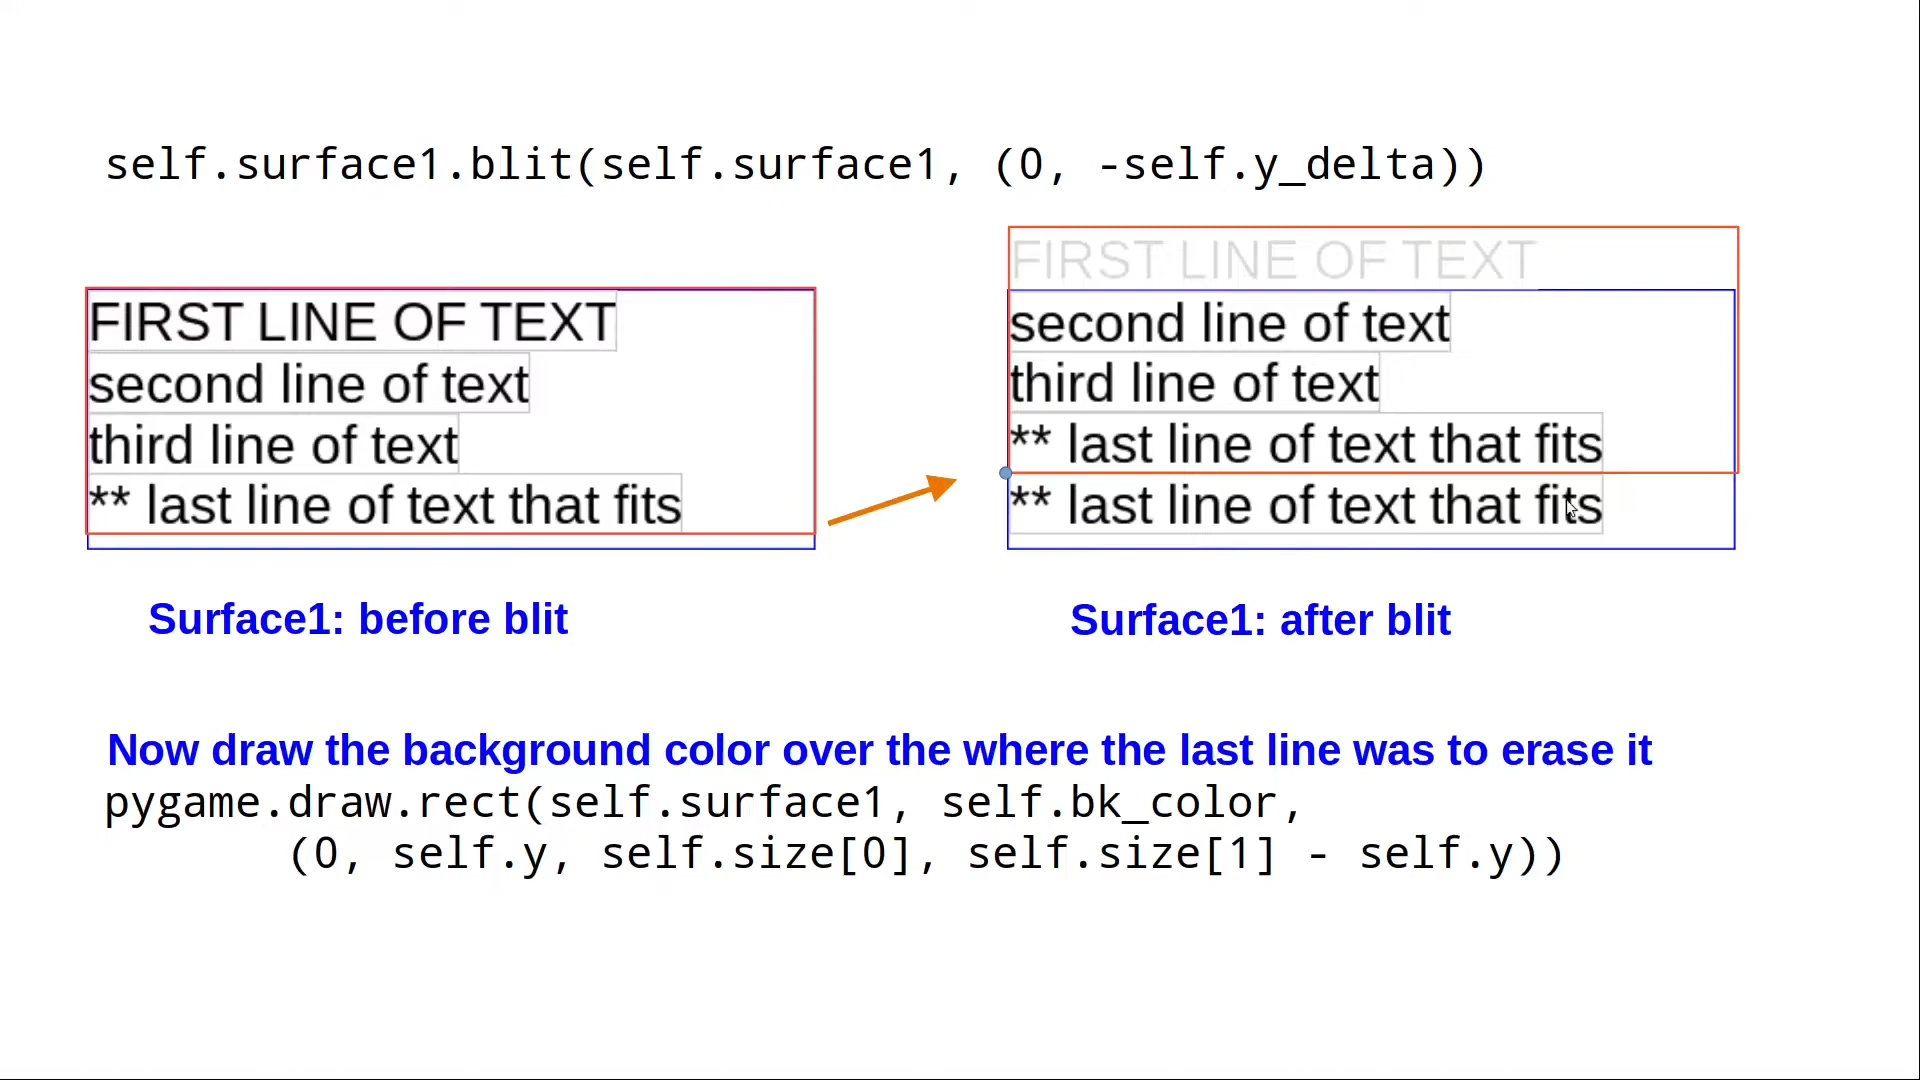 self.surface1.blit(self.surface1, (0, -self.y_delta))
FIRST LINE OF TEXT
second line of text
third line of text
** last line of text that fits
Surface1: before blit
FIRST LINE OF TEXT
second line of text
third line of text
** last line of text that fits
** last line of text that fits
Surface1: after blit
Now draw the background color over the where the last line was to erase it
pygame.draw.rect(self.surface1, self.bk_color,
(0, self.y, self.size[0], self.size[1] - self.y))